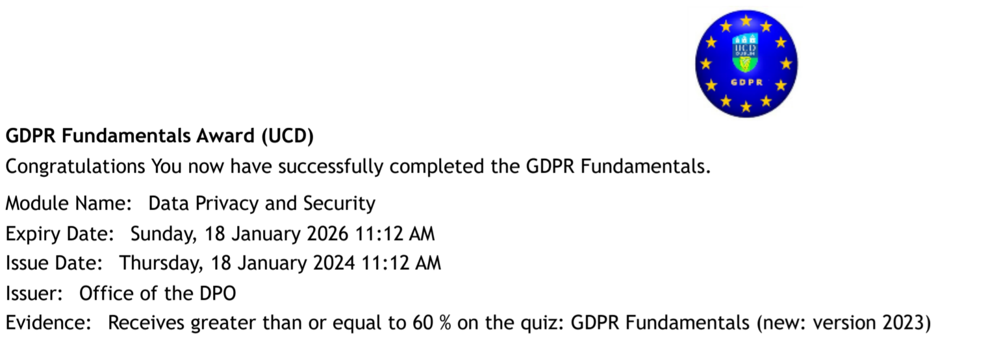 UCD
DUBLIN
GDPR
GDPR Fundamentals Award (UCD)
Congratulations You now have successfully completed the GDPR Fundamentals.
Module Name: Data Privacy and Security
Expiry Date: Sunday, 18 January 2026 11:12 AM
Issue Date: Thursday, 18 January 2024 11:12 AM
Issuer: Office of the DPO
Evidence: Receives greater than or equal to 60 % on the quiz: GDPR Fundamentals (new: version 2023)